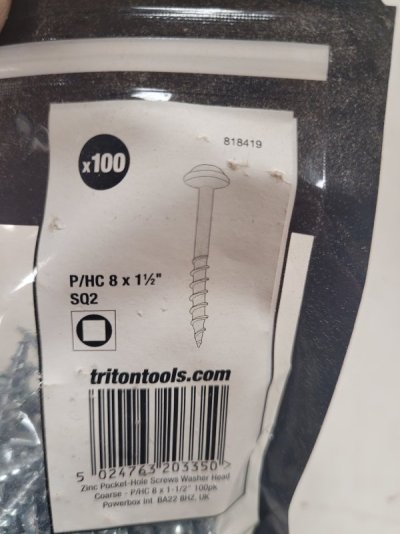 818419
x100
P/HC 8 x 1½"
SQ2
tritontools.com
5 024763 203350 >
Zinc Pocket-Hole Screws Washer Head
Coarse - P/HC 8 x 1-1/2" 100pk
Powerbox Int. BA22 8HZ, UK